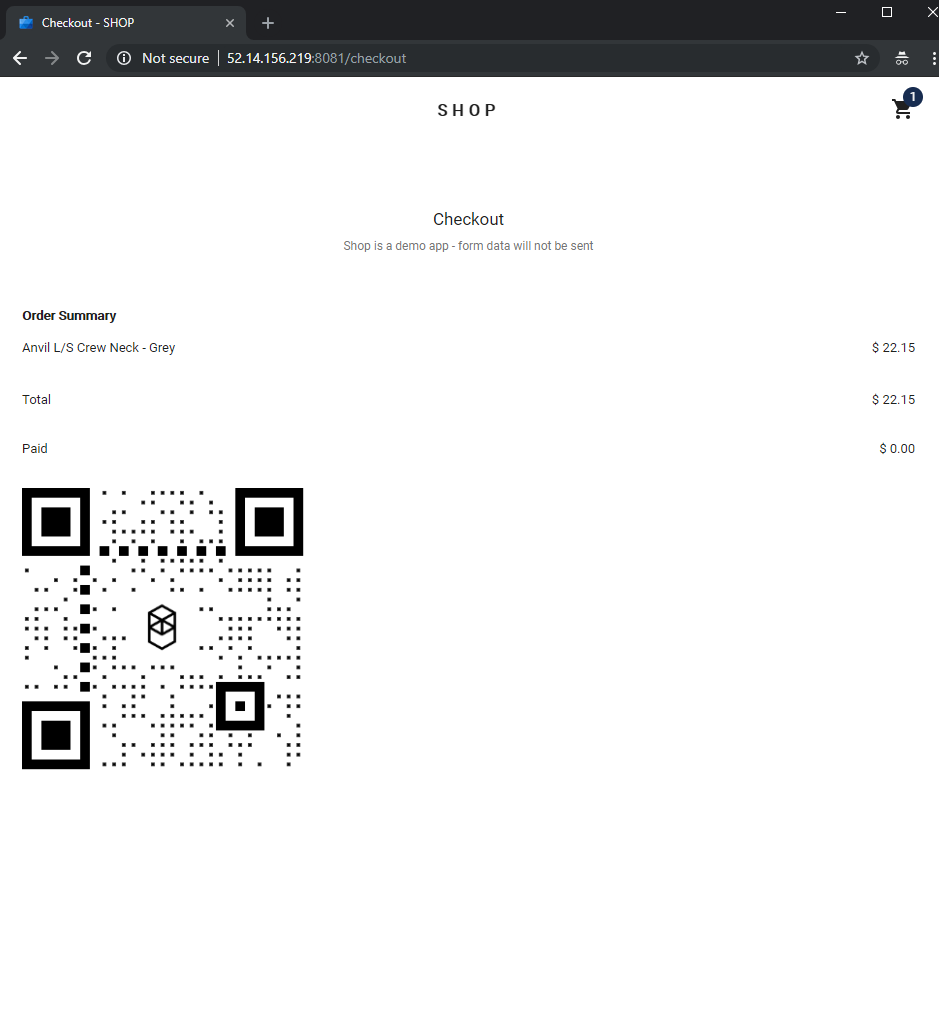 Checkout - SHOP
Not secure | 52.14.156.219:8081/checkout
SHOP
1
Checkout
Shop is a demo app - form data will not be sent
Order Summary
Anvil L/S Crew Neck - Grey $ 22.15
Total $ 22.15
Paid $ 0.00